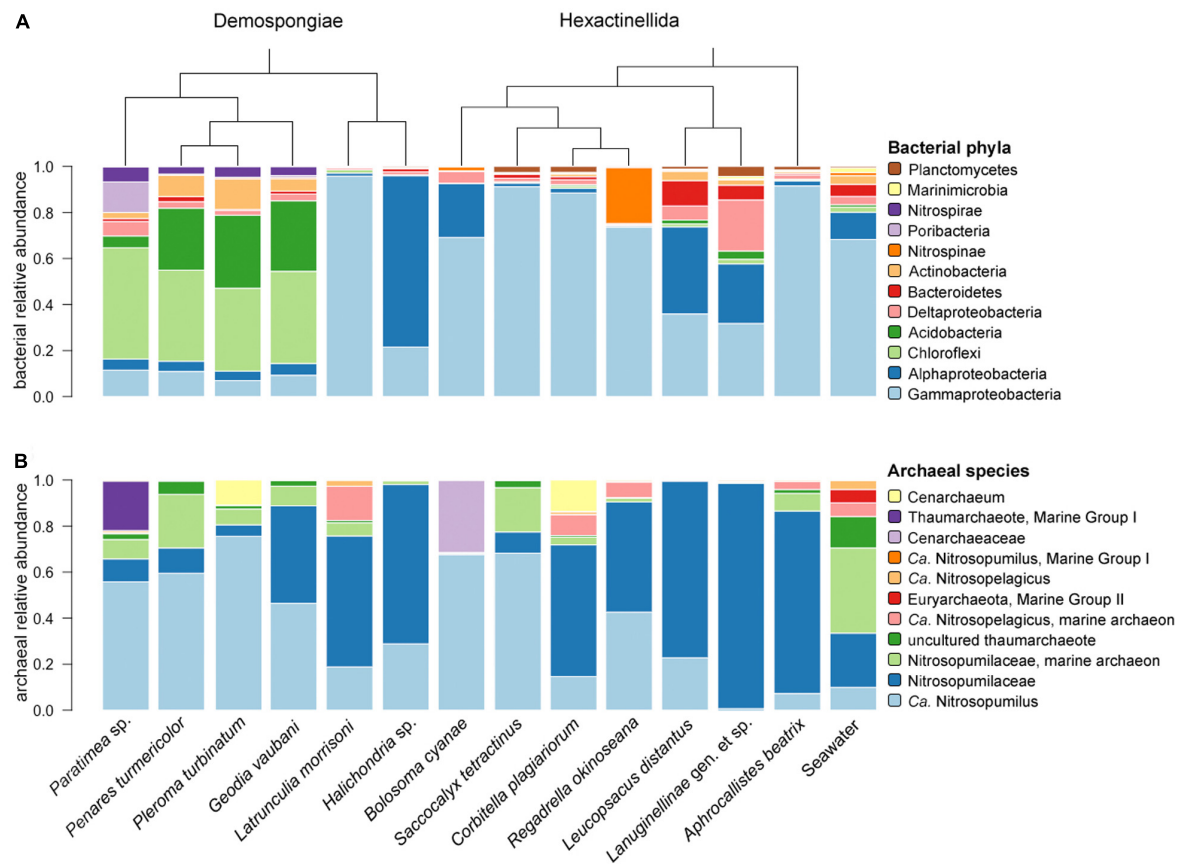 A
Demospongiae
Hexactinellida
bacterial relative abundance
1.0
0.8
0.6
0.4
0.2
0.0
Bacterial phyla
Planctomycetes
Marinimicrobia
Nitrospirae
Poribacteria
Nitrospinae
Actinobacteria
Bacteroidetes
Deltaproteobacteria
Acidobacteria
Chloroflexi
Alphaproteobacteria
Gammaproteobacteria
B
archaeal relative abundance
1.0
0.8
0.6
0.4
0.2
0.0
Archaeal species
Cenarchaeum
Thaumarchaeote, Marine Group I
Cenarchaeaceae
Ca. Nitrosopumilus, Marine Group I
Ca. Nitrosopelagicus
Euryarchaeota, Marine Group II
Ca. Nitrosopelagicus, marine archaeon
uncultured thaumarchaeote
Nitrosopumilaceae, marine archaeon
Nitrosopumilaceae
Ca. Nitrosopumilus
Paratimea sp.
Penares turmericolor
Pleroma turbinatum
Geodia vaubani
Latrunculia morrisoni
Halichondria sp.
Bolosoma cyanae
Saccocalyx tetractinus
Corbitella plagiariorum
Regadrella okinoseana
Leucopsacus distantus
Lanuginellinae gen. et sp.
Aphrocallistes beatrix
Seawater